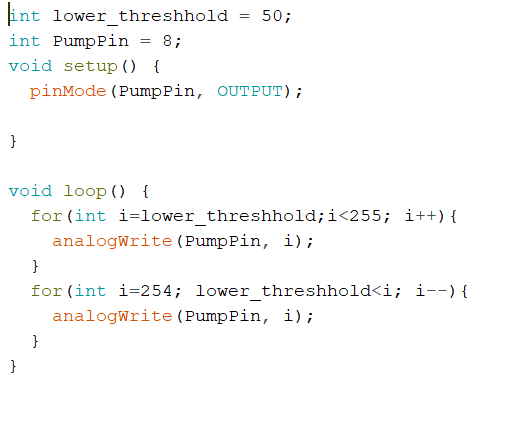 int lower_threshhold = 50;
int PumpPin = 8;
void setup() {
  pinMode(PumpPin, OUTPUT);

}

void loop() {
  for(int i=lower_threshhold;i<255; i++){
    analogWrite(PumpPin, i);
  }
  for(int i=254; lower_threshhold<i; i--){
    analogWrite(PumpPin, i);
  }
}